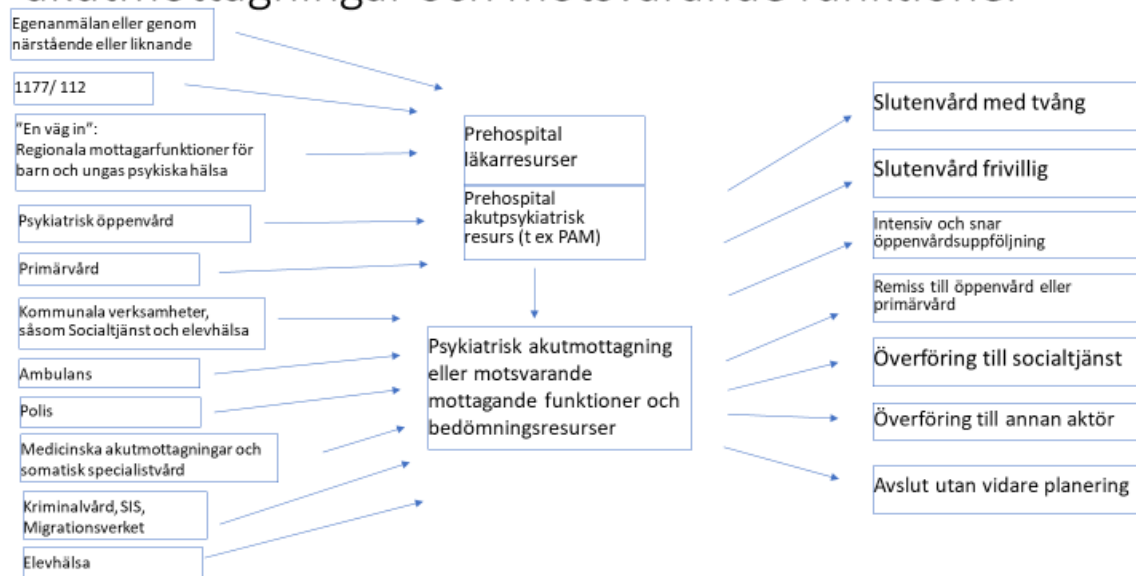 akutmottagningar och motsvarande funktioner
Egenanmälan eller genom
närstående eller liknande
1177/ 112
”En väg in”:
Regionala mottagarfunktioner för
barn och ungas psykiska hälsa
Psykiatrisk öppenvård
Primärvård
Kommunala verksamheter,
såsom Socialtjänst och elevhälsa
Ambulans
Polis
Medicinska akutmottagningar och
somatisk specialistvård
Kriminalvård, SIS,
Migrationsverket
Elevhälsa
Prehospital
läkarresurser
Prehospital
akutpsykiatrisk
resurs (t ex PAM)
Psykiatrisk akutmottagning
eller motsvarande
mottagande funktioner och
bedömningsresurser
Slutenvård med tvång
Slutenvård frivillig
Intensiv och snar
öppenvårdsuppföljning
Remiss till öppenvård eller
primärvård
Överföring till socialtjänst
Överföring till annan aktör
Avslut utan vidare planering